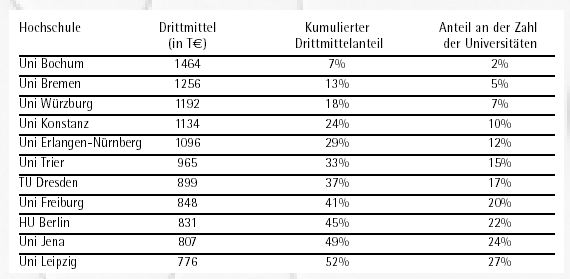 Hochschule Drittmittel Kumulierter Anteil an der Zahl
(in T€) Drittmittelanteil der Universitäten
Uni Bochum 1464 7% 2%
Uni Bremen 1256 13% 5%
Uni Würzburg 1192 18% 7%
Uni Konstanz 1134 24% 10%
Uni Erlangen-Nürnberg 1096 29% 12%
Uni Trier 965 33% 15%
TU Dresden 899 37% 17%
Uni Freiburg 848 41% 20%
HU Berlin 831 45% 22%
Uni Jena 807 49% 24%
Uni Leipzig 776 52% 27%